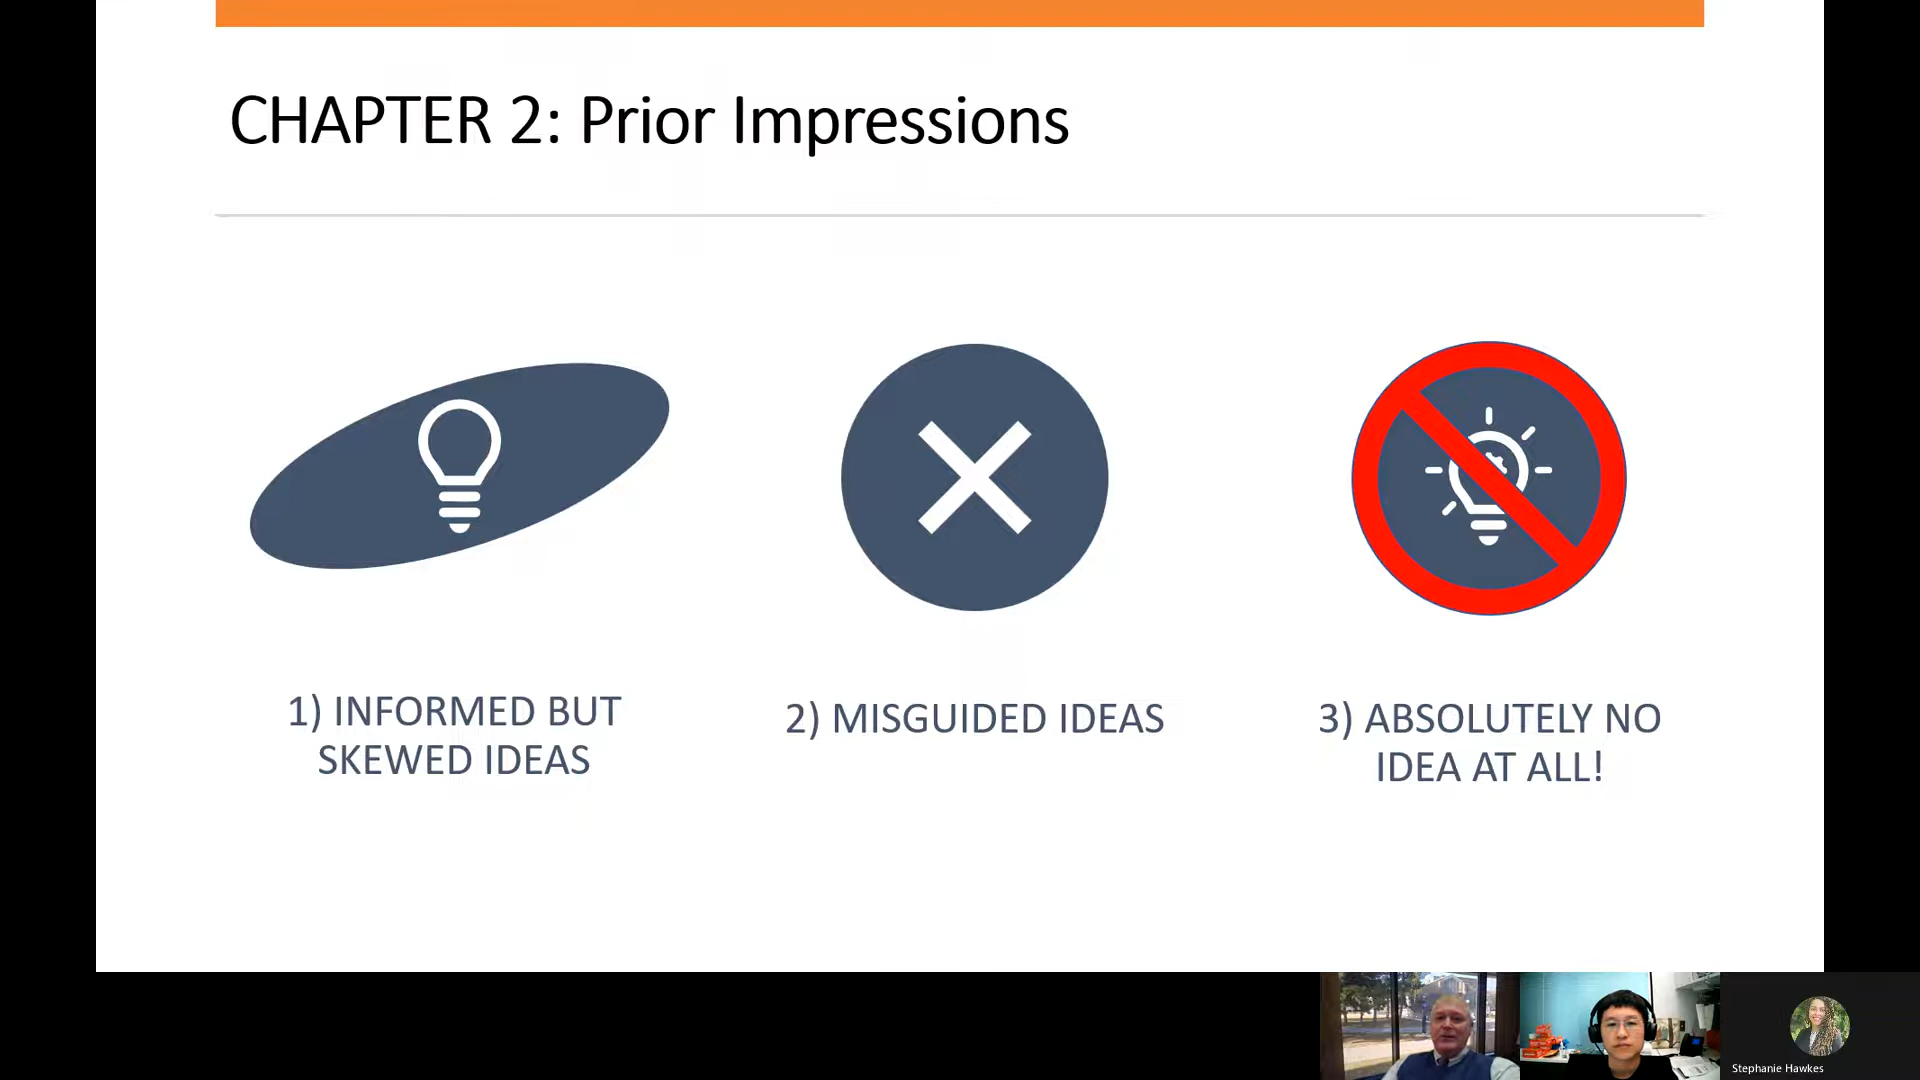 CHAPTER 2: Prior Impressions
1) INFORMED BUT
SKEWED IDEAS
2) MISGUIDED IDEAS
3) ABSOLUTELY NO
IDEA AT ALL!
Stephanie Hawkes